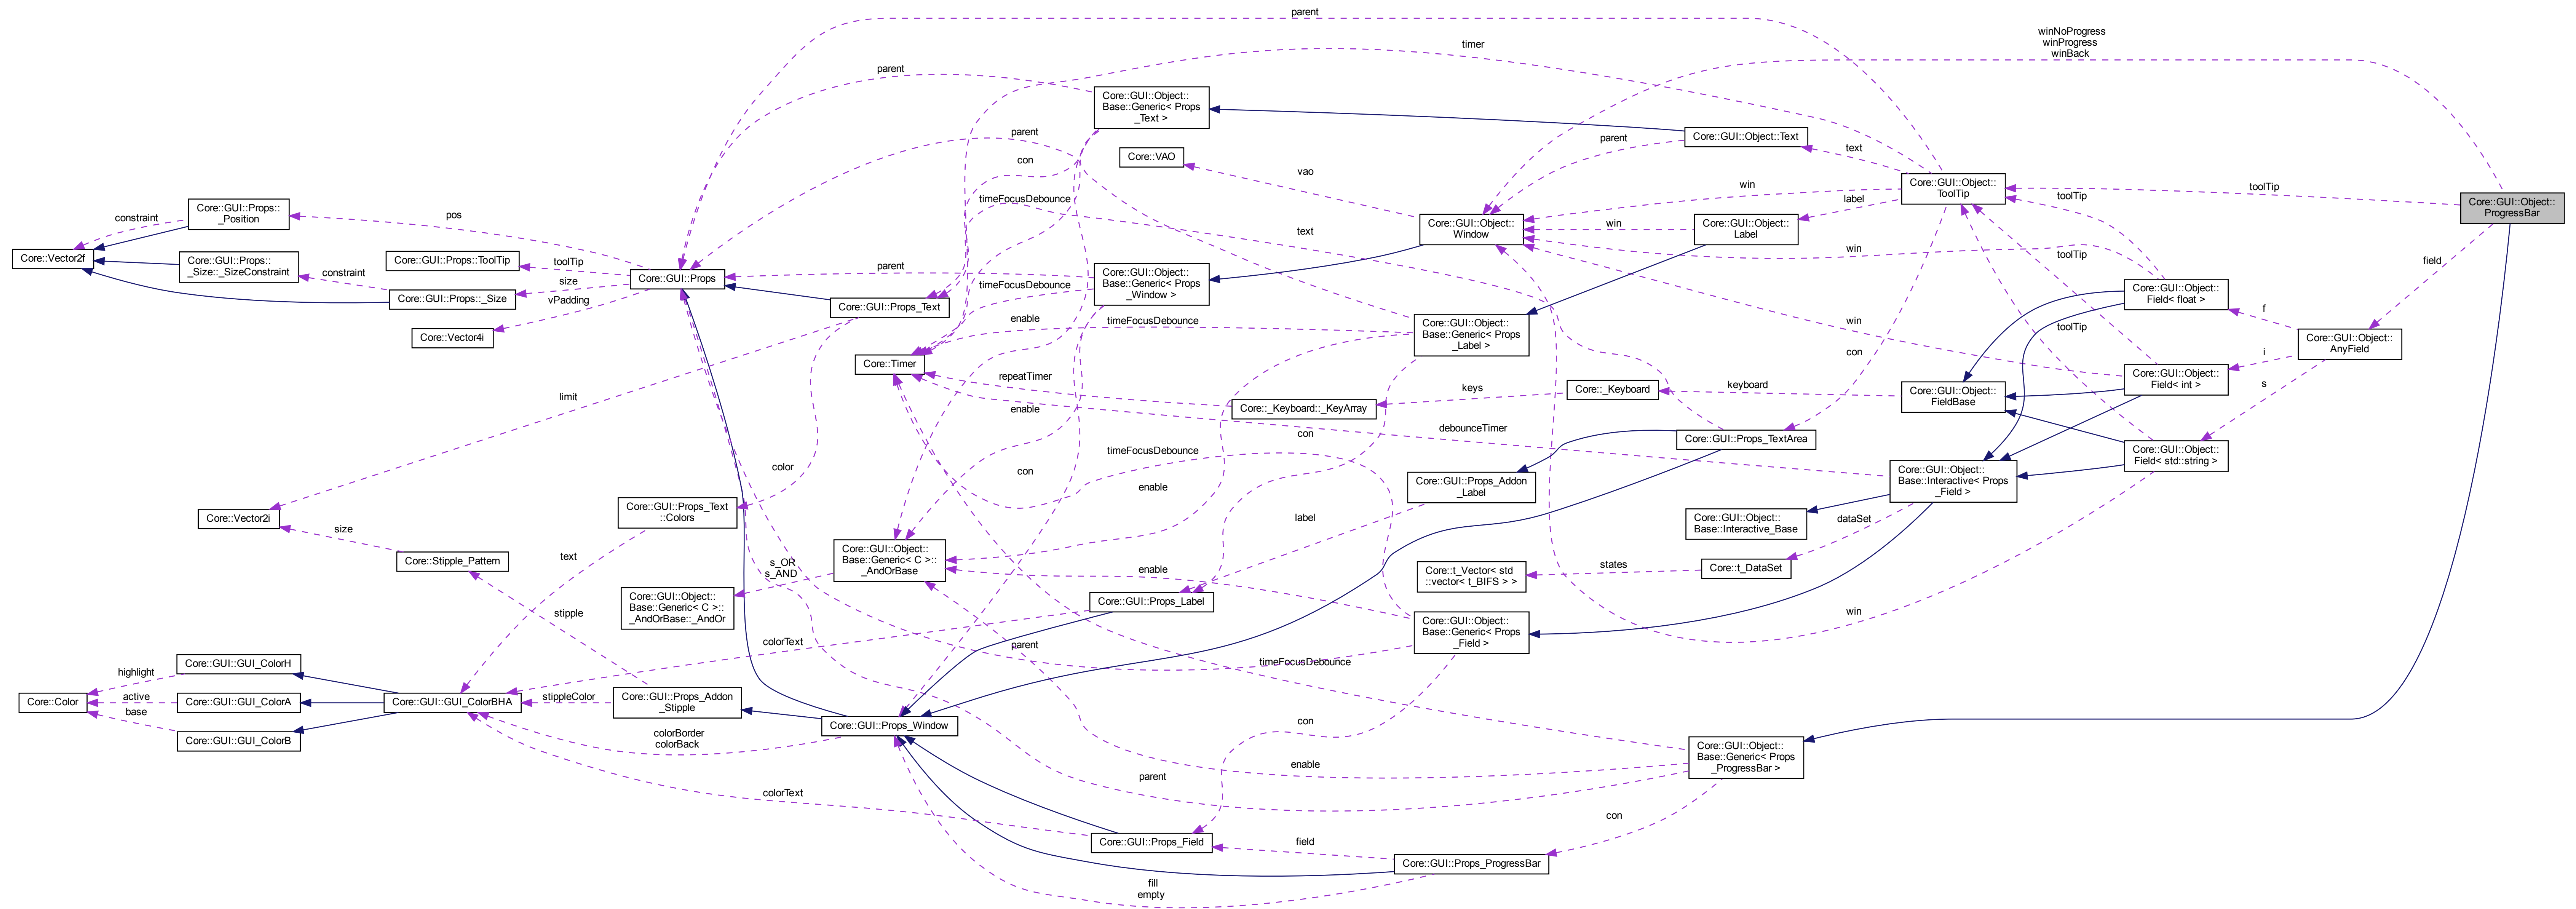 parent
winNoProgress
winProgress
winBack
timer
parent
Core::GUI::Object::
Base::Generic< Props
_Text >
Core::GUI::Object::Text
parent
parent
text
con
Core::VAO
vao
Core::GUI::Object::
ToolTip
win
toolTip
toolTip
label
Core::GUI::Object::
ProgressBar
Core::GUI::Props::
_Position
constraint
pos
timeFocusDebounce
text
Core::GUI::Object::
Window
Core::GUI::Object::
Label
win
win
toolTip
field
Core::Vector2f
Core::GUI::Props::
_Size::_SizeConstraint
constraint
Core::GUI::Props::ToolTip
toolTip
Core::GUI::Props::_Size
size
vPadding
Core::GUI::Props
Core::Vector4i
parent
Core::GUI::Object::
Base::Generic< Props
_Window >
timeFocusDebounce
Core::GUI::Props_Text
Core::GUI::Object::
Field< float >
f
enable
timeFocusDebounce
Core::GUI::Object::
Base::Generic< Props
_Label >
win
toolTip
con
Core::GUI::Object::
AnyField
i
Core::Timer
repeatTimer
keys
Core::_Keyboard
keyboard
Core::GUI::Object::
FieldBase
Core::GUI::Object::
Field< int >
s
limit
enable
Core::_Keyboard::_KeyArray
con
debounceTimer
Core::GUI::Props_TextArea
Core::GUI::Object::
Field< std::string >
color
con
timeFocusDebounce
enable
Core::GUI::Props_Addon
_Label
Core::GUI::Object::
Base::Interactive< Props
_Field >
Core::Vector2i
size
Core::GUI::Props_Text
::Colors
label
Core::GUI::Object::
Base::Interactive_Base
dataSet
text
Core::Stipple_Pattern
s_OR
s_AND
Core::GUI::Object::
Base::Generic< C >::
_AndOrBase
enable
Core::t_Vector< std
::vector< t_BIFS > >
states
Core::t_DataSet
stipple
Core::GUI::Object::
Base::Generic< C >::
_AndOrBase::_AndOr
Core::GUI::Props_Label
win
colorText
parent
Core::GUI::Object::
Base::Generic< Props
_Field >
timeFocusDebounce
Core::GUI::GUI_ColorH
highlight
Core::Color
active
Core::GUI::GUI_ColorA
base
Core::GUI::GUI_ColorB
Core::GUI::GUI_ColorBHA
stippleColor
Core::GUI::Props_Addon
_Stipple
colorBorder
colorBack
Core::GUI::Props_Window
con
enable
parent
Core::GUI::Object::
Base::Generic< Props
_ProgressBar >
colorText
con
Core::GUI::Props_Field
field
Core::GUI::Props_ProgressBar
fill
empty